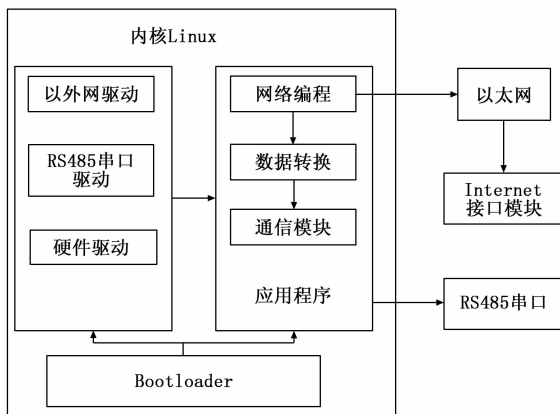 内核Linux
以外网驱动
RS485串口
驱动
硬件驱动
网络编程
数据转换
通信模块
应用程序
Bootloader
以太网
Internet
接口模块
RS485串口